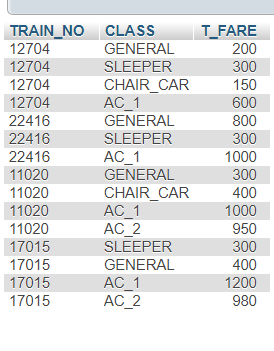 TRAIN_NO CLASS T_FARE
12704 GENERAL 200
12704 SLEEPER 300
12704 CHAIR_CAR 150
12704 AC_1 600
22416 GENERAL 800
22416 SLEEPER 300
22416 AC_1 1000
11020 GENERAL 300
11020 CHAIR_CAR 400
11020 AC_1 1000
11020 AC_2 950
17015 SLEEPER 300
17015 GENERAL 400
17015 AC_1 1200
17015 AC_2 980